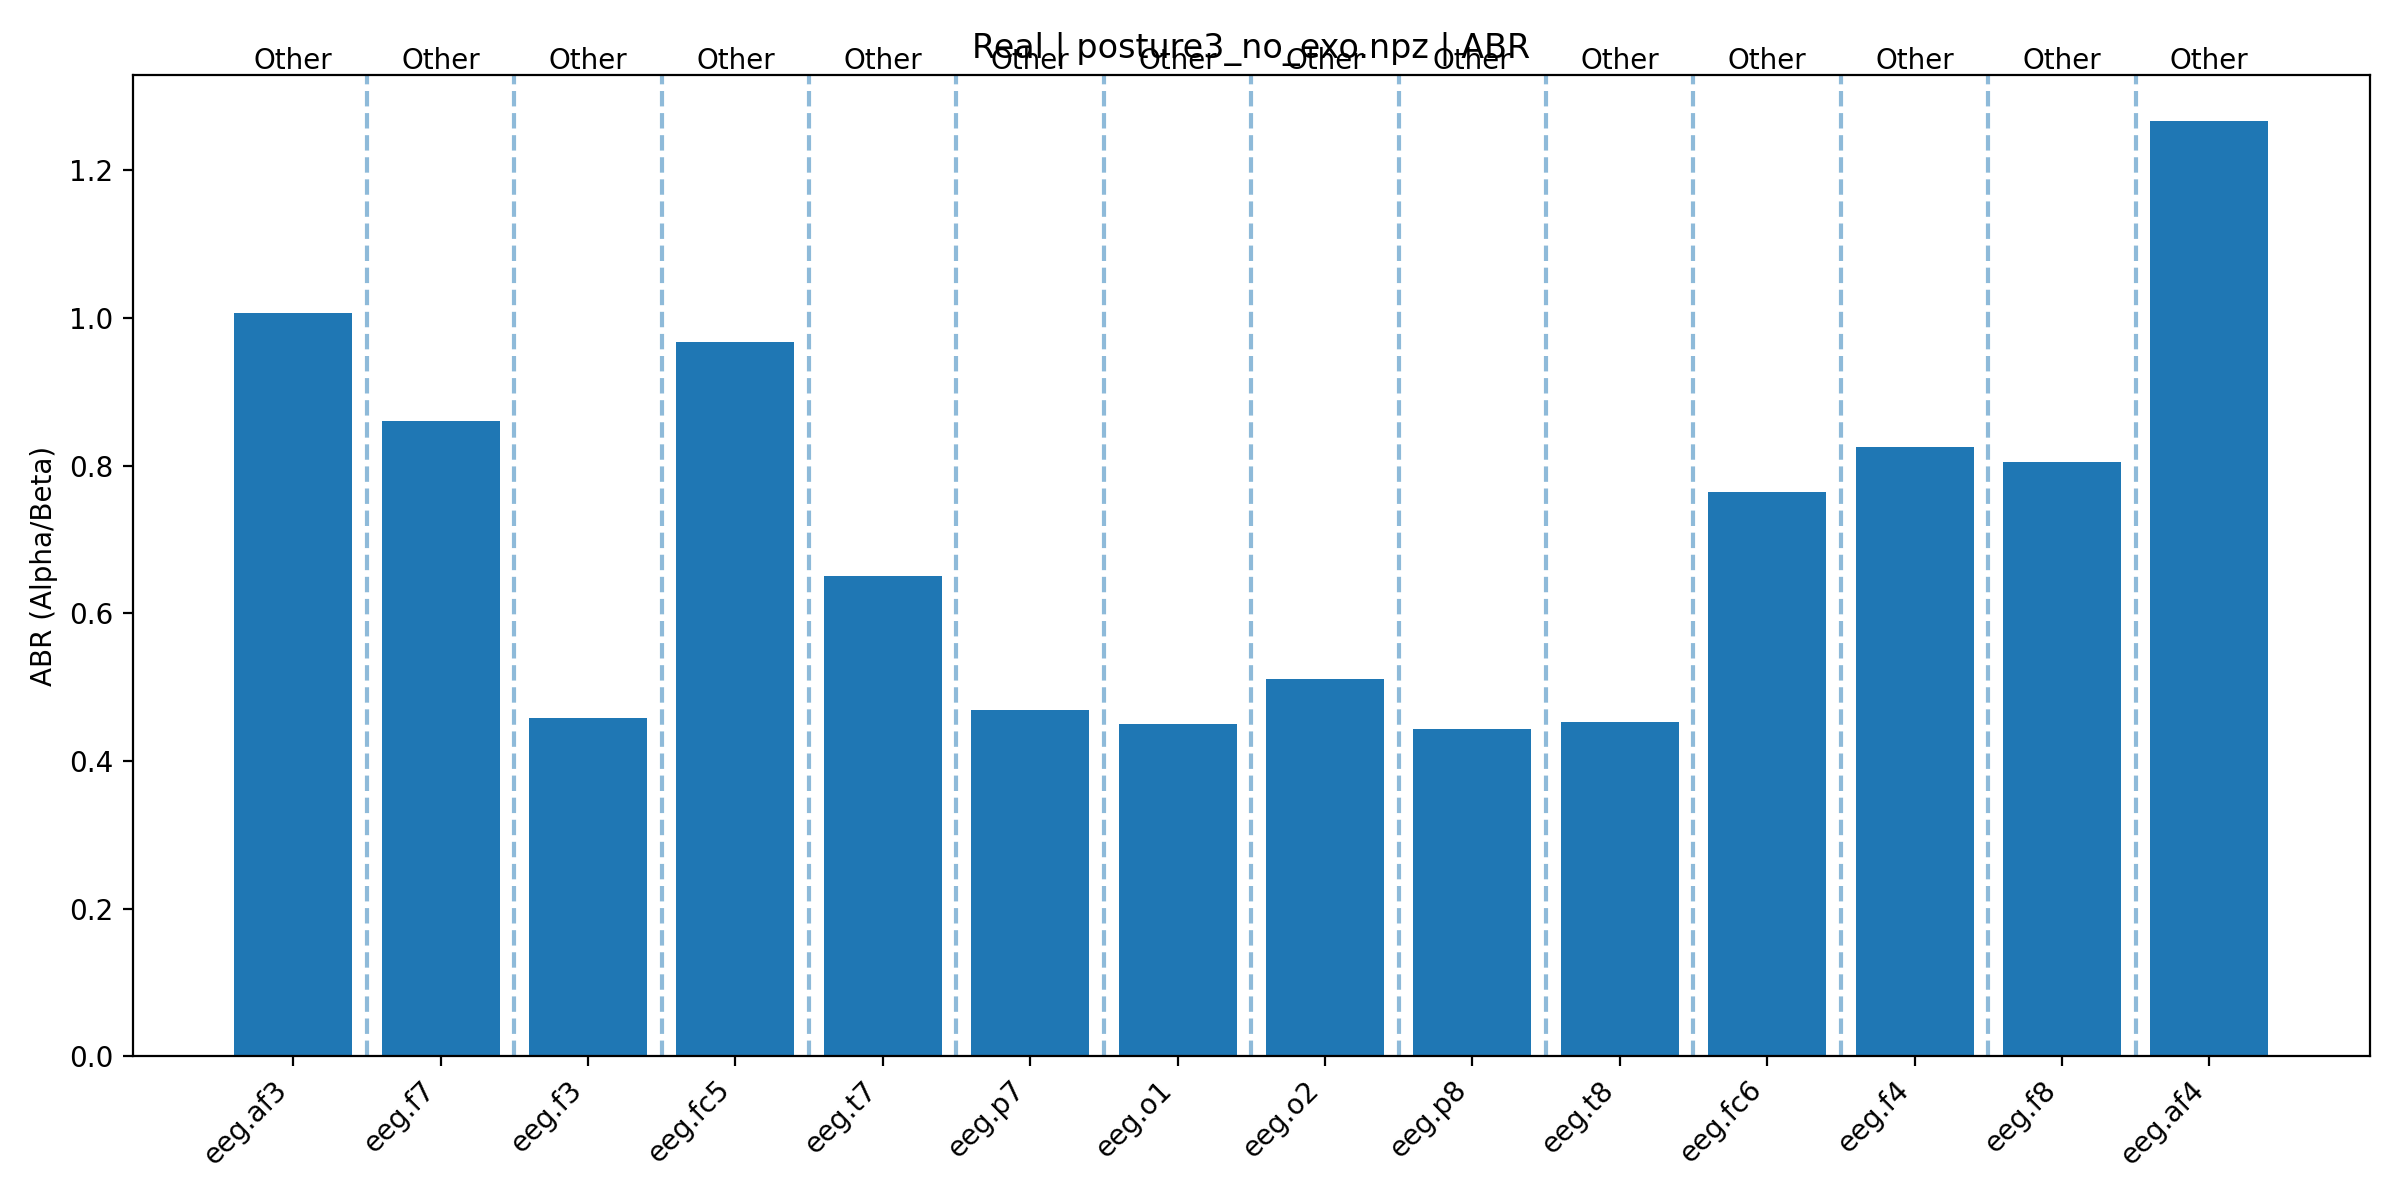 Real | posture3_no_exo.npz | ABR
Other Other Other Other Other Other Other Other Other Other Other Other Other Other
1.2
1.0
0.8
0.6
0.4
0.2
0.0
ABR (Alpha/Beta)
eeg.af3 eeg.f7 eeg.f3 eeg.fc5 eeg.t7 eeg.p7 eeg.o1 eeg.o2 eeg.p8 eeg.t8 eeg.fc6 eeg.f4 eeg.f8 eeg.af4